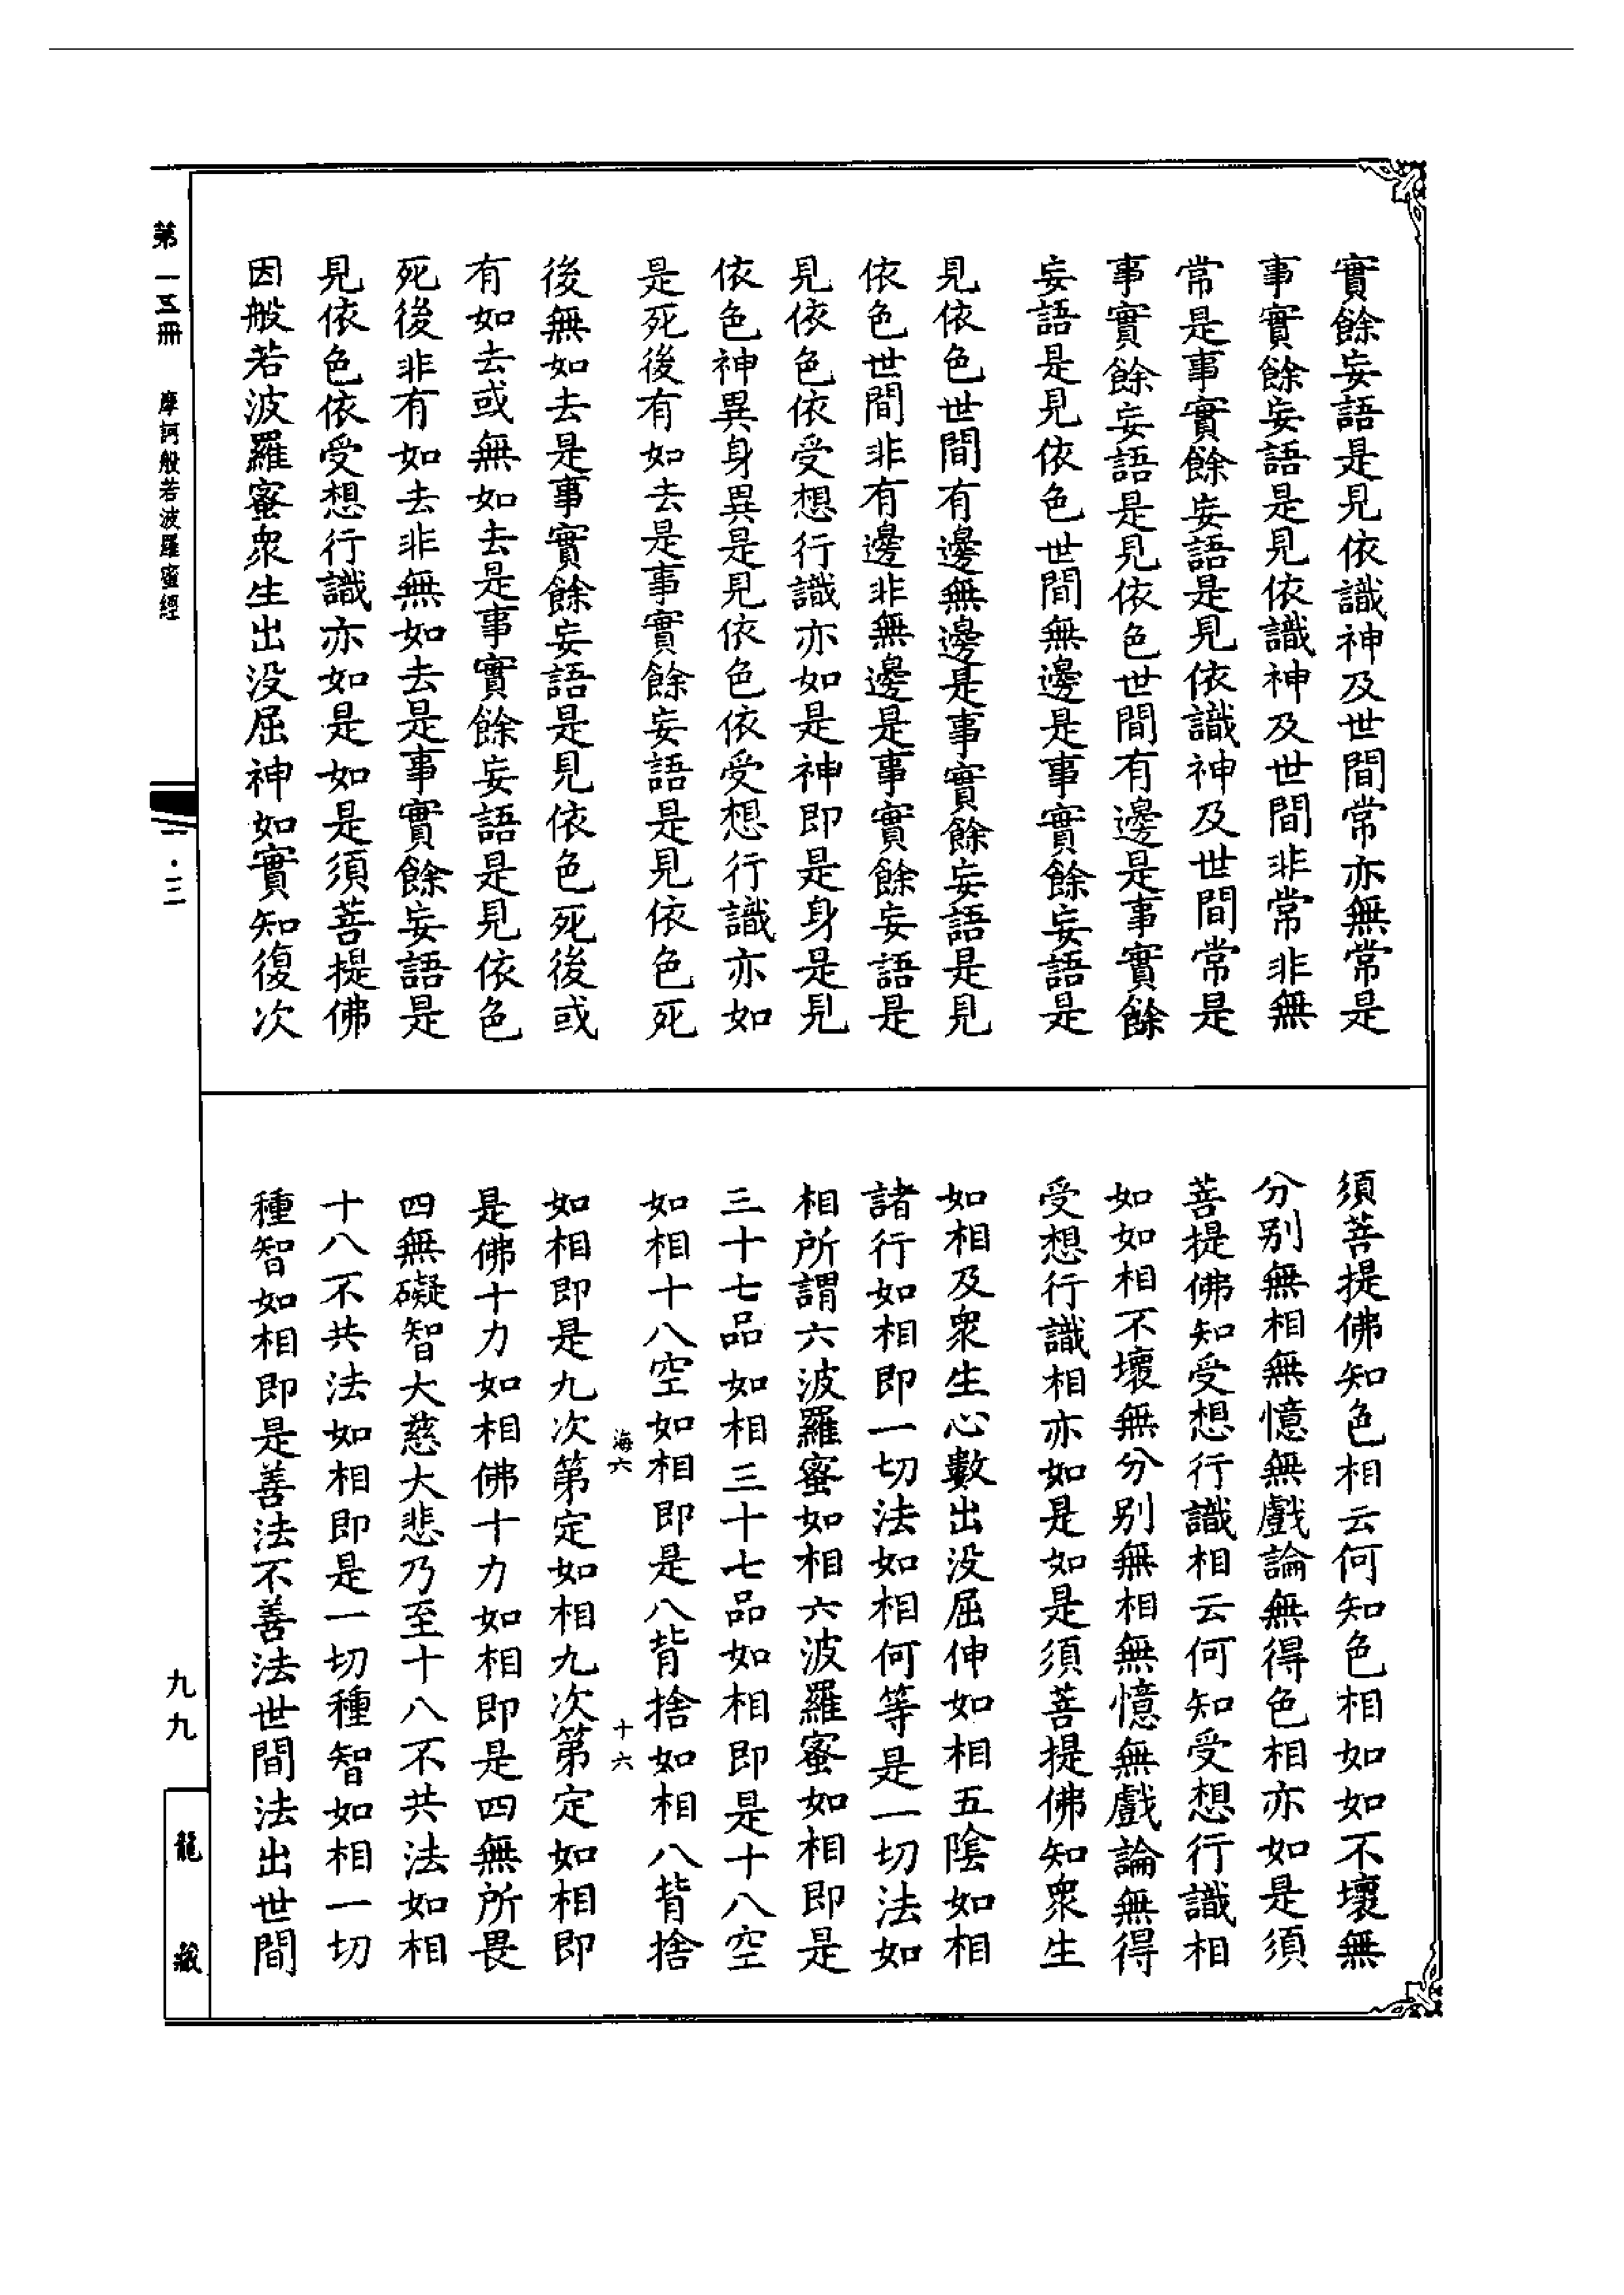 實餘妄語是見依識神及世間常亦無常是
事實餘妄語是見依識神及世間非常非無
常是事實餘妄語是見依識神及世間常是
事實餘妄語是見依色世間有邊是事實餘
妄語是見依色世間無邊是事實餘妄語是
見依色世間有邊無邊是事實餘妄語是見
依色世間非有邊非無邊是事實餘妄語是
見依色依受想行識亦如是神即是身是見
依色神異身異是見依色依受想行識亦如
是死後有如去是事實餘妄語是見依色死
後無如去是事實餘妄語是見依色死後或
有如去或無如去是事實餘妄語是見依色
死後非有如去非無如去是事實餘妄語是
見依色依受想行識亦如是如是須菩提佛
因般若波羅蜜衆生出没屈神如實知復次
須菩提佛知色相云何知色相如如不壞無
分别無相無憶無戲論無得色相亦如是須
菩提佛知受想行識相云何知受想行識相
如如相不壞無分别無相無憶無戲論無得
受想行識相亦如是如是須菩提佛知衆生
如相及衆生心數出没屈伸如相五陰如相
諸行如相即一切法如相何等是一切法如
相所謂六波羅蜜如相六波羅蜜如相即是
三十七品如相三十七品如相即是十八空
如相十八空如相即是八背捨如相八背捨
海六 十六
如相即是九次第定如相九次第定如相即
是佛十力如相佛十力如相即是四無所畏
四無礙智大慈大悲乃至十八不共法如相
十八不共法如相即是一切種智如相一切
種智如相即是善法不善法世間法出世間
第一五冊 摩訶般若波羅蜜經
一·三
九九
龍藏